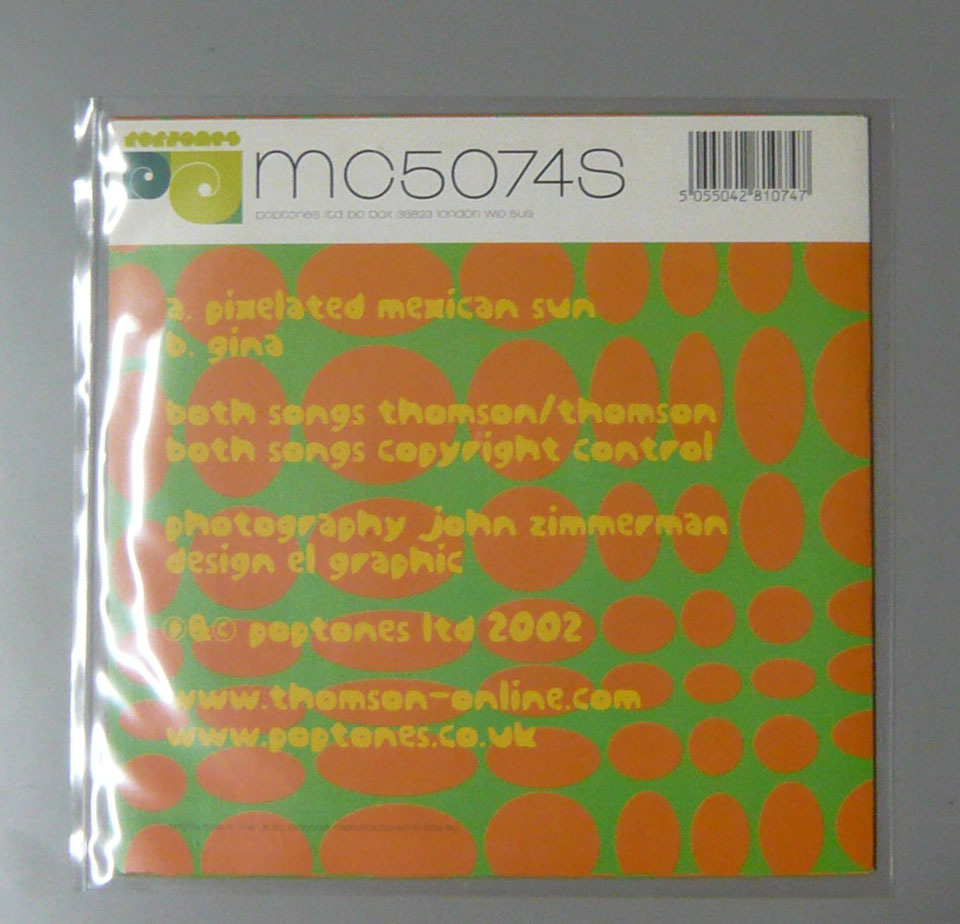 poptones
mc5074s
poptones ltd po box 38823 london w1g 5us
5 055042 810747
a. pixelated mexican sun
b. gina
both songs thomson/thomson
both songs copyright control
photography john zimmerman
design el graphic
℗&© poptones ltd 2002
www.thomson-online.com
www.poptones.co.uk